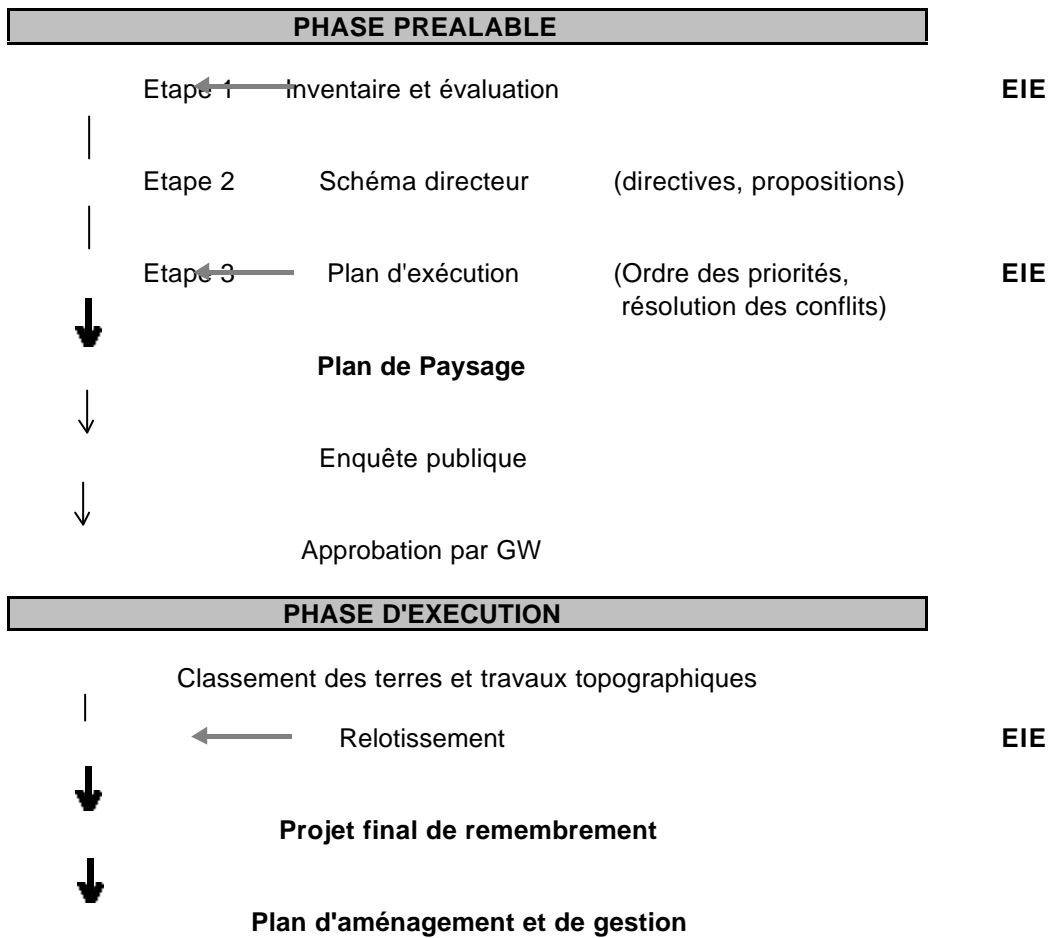 PHASE PREALABLE
Etape 1 Inventaire et évaluation EIE
Etape 2 Schéma directeur (directives, propositions)
Etape 3 Plan d'exécution (Ordre des priorités, EIE
résolution des conflits)
Plan de Paysage
Enquête publique
Approbation par GW
PHASE D'EXECUTION
Classement des terres et travaux topographiques
Relotissement EIE
Projet final de remembrement
Plan d'aménagement et de gestion